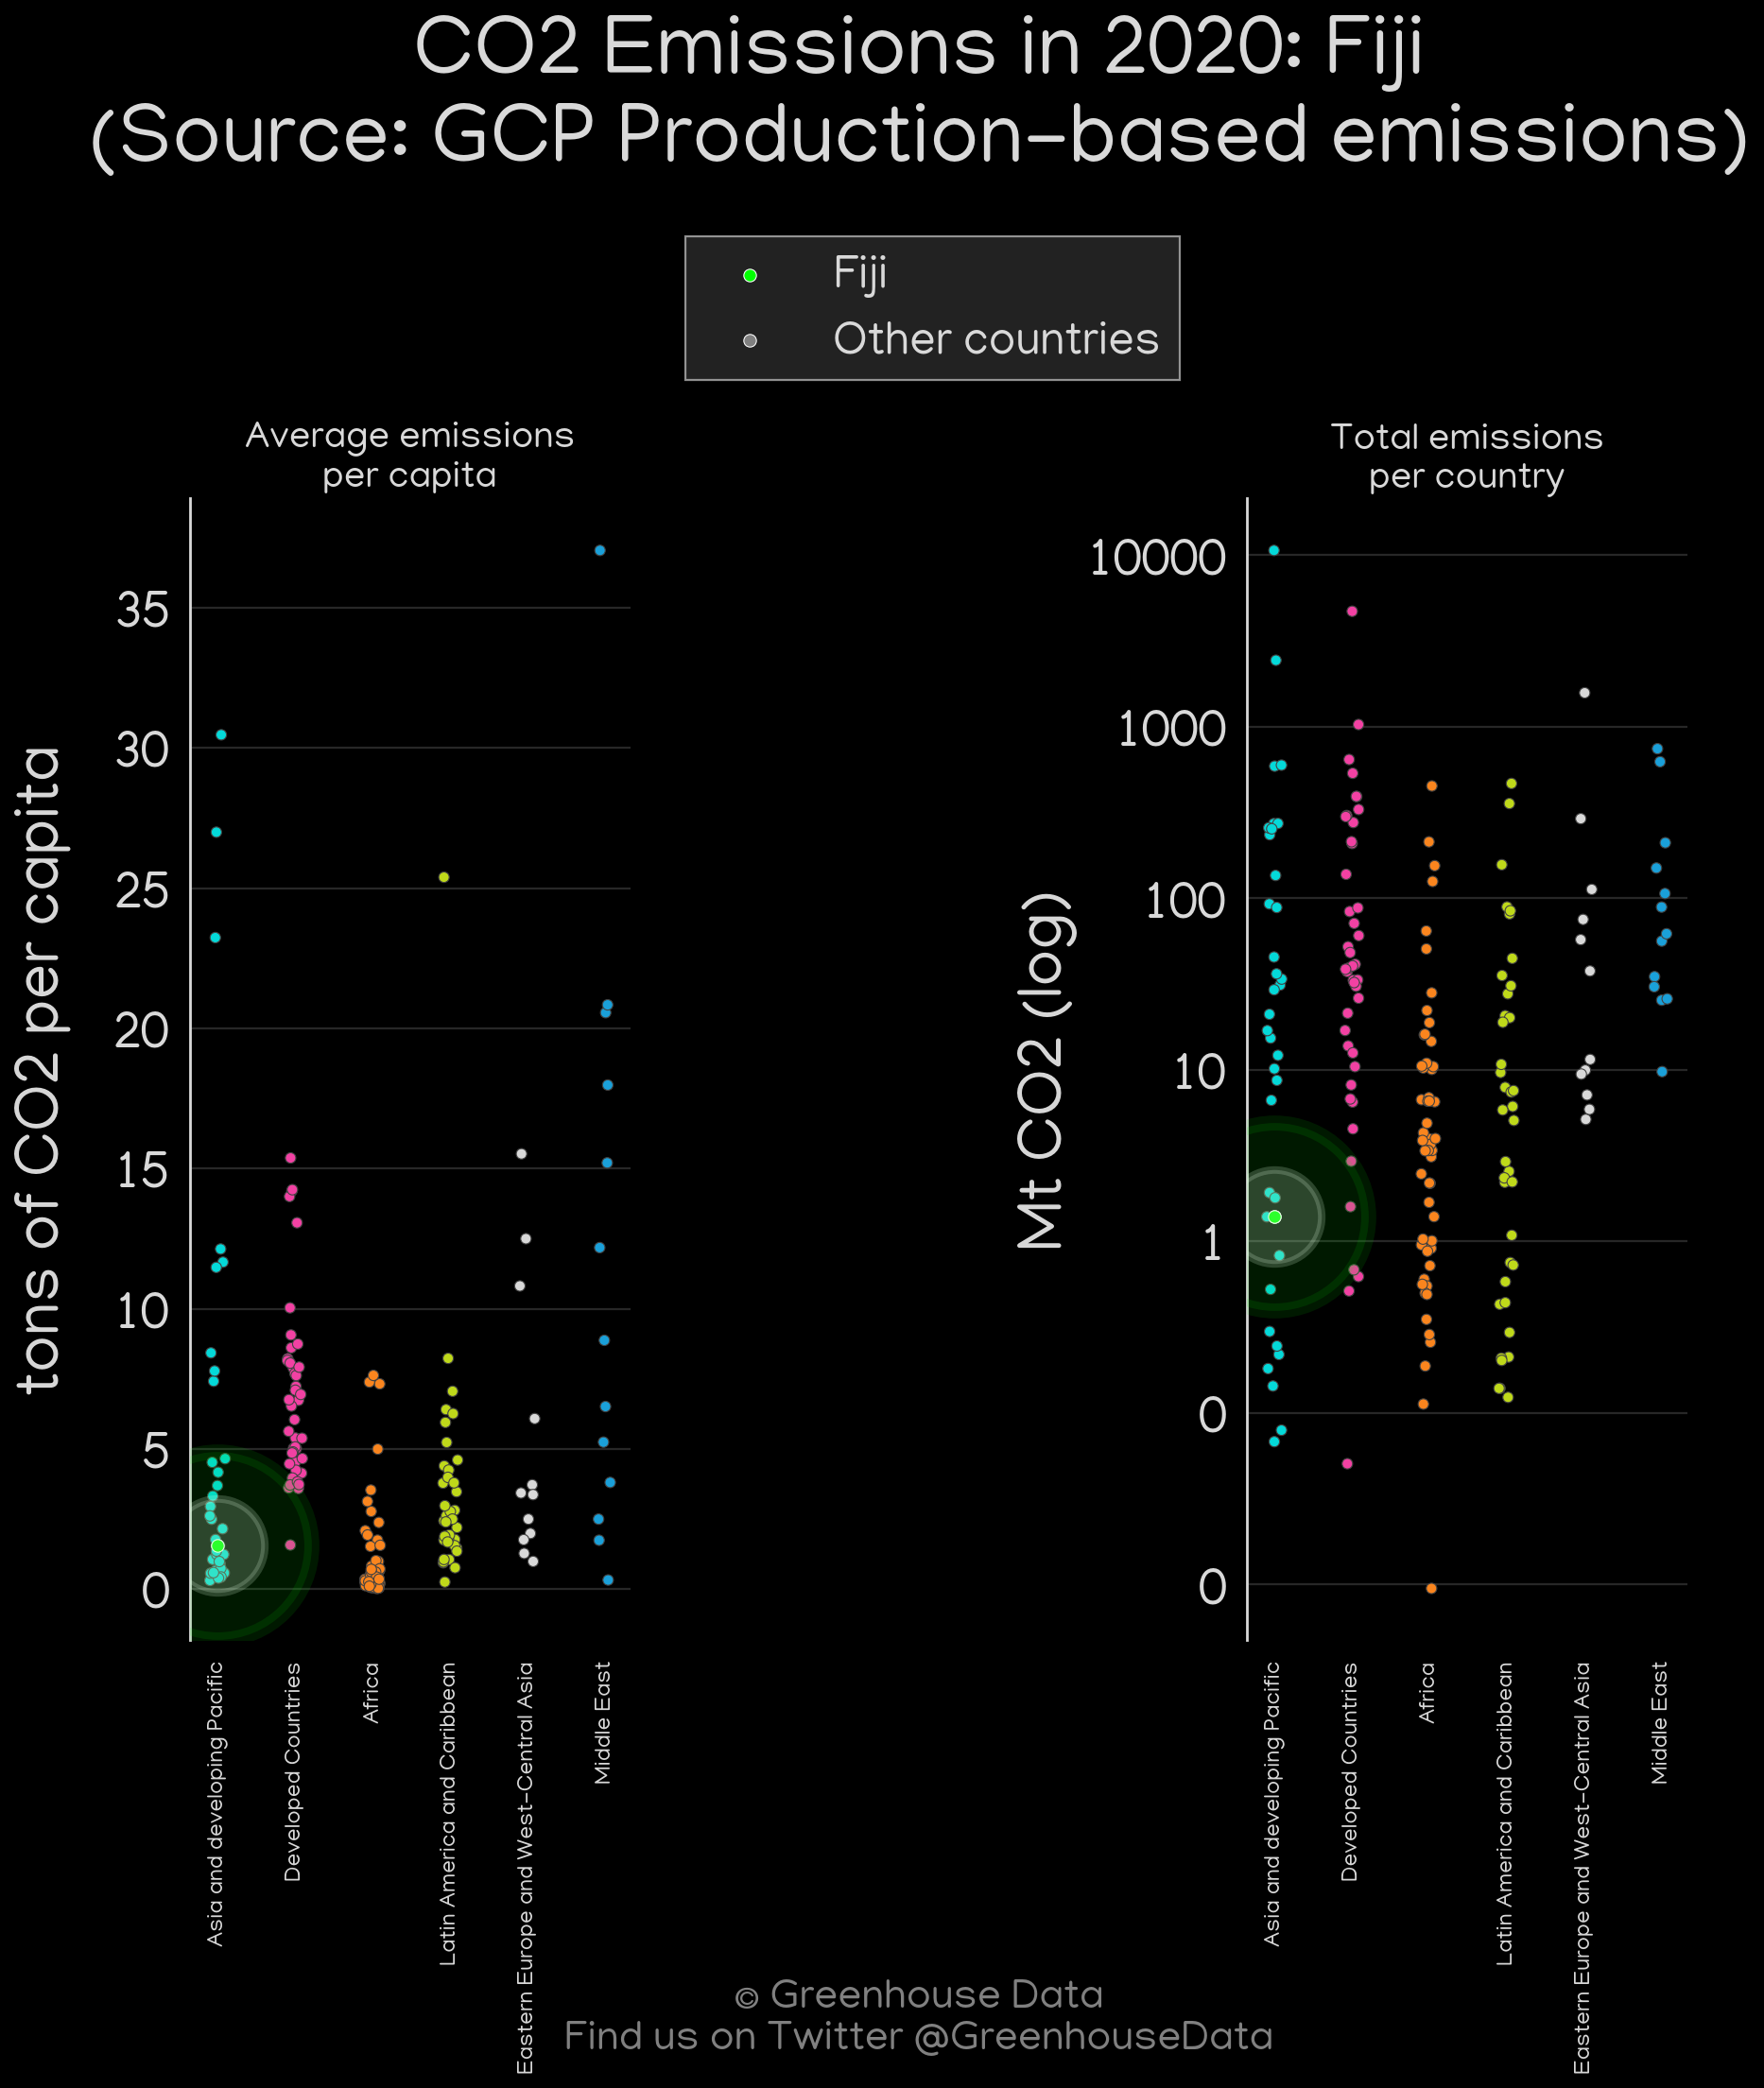 CO2 Emissions in 2020: Fiji
(Source: GCP Production-based emissions)
Fiji
Other countries
Average emissions
per capita
tons of CO2 per capita
35
30
25
20
15
10
5
0
Asia and developing Pacific
Developed Countries
Africa
Latin America and Caribbean
Eastern Europe and West-Central Asia
Middle East
Total emissions
per country
Mt CO2 (log)
10000
1000
100
10
1
0
0
Asia and developing Pacific
Developed Countries
Africa
Latin America and Caribbean
Eastern Europe and West-Central Asia
Middle East
© Greenhouse Data
Find us on Twitter @GreenhouseData